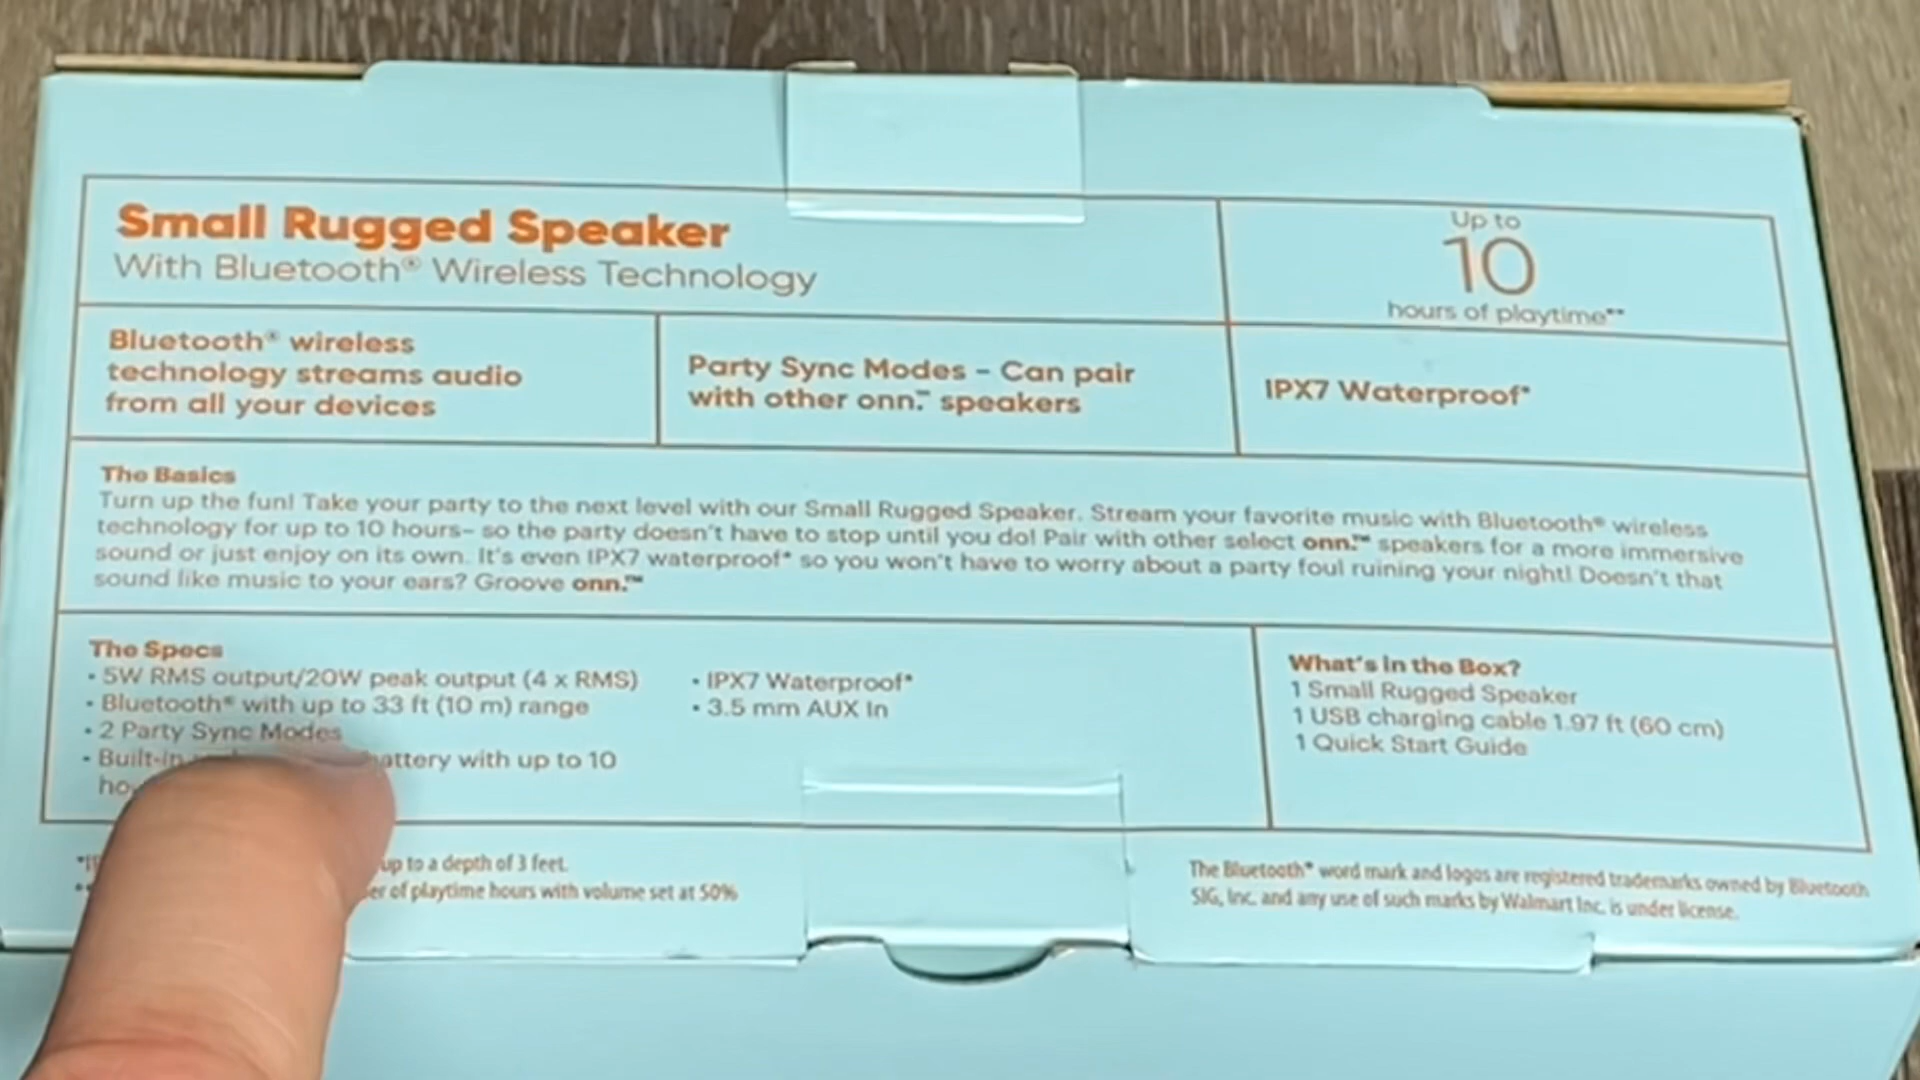 Small Rugged Speaker
With Bluetooth® Wireless Technology
Up to
10
hours of playtime**
Bluetooth® wireless
technology streams audio
from all your devices
Party Sync Modes – Can pair
with other onn.™ speakers
IPX7 Waterproof*
The Basics
Turn up the fun! Take your party to the next level with our Small Rugged Speaker. Stream your favorite music with Bluetooth® wireless
technology for up to 10 hours– so the party doesn't have to stop until you do! Pair with other select onn.™ speakers for a more immersive
sound or just enjoy on its own. It's even IPX7 waterproof* so you won't have to worry about a party foul ruining your night! Doesn't that
sound like music to your ears? Groove onn.™
The Specs
• 5W RMS output/20W peak output (4 x RMS)
• Bluetooth® with up to 33 ft (10 m) range
• 2 Party Sync Modes
• Built-in battery with up to 10
• IPX7 Waterproof*
• 3.5 mm AUX In
What's in the Box?
1 Small Rugged Speaker
1 USB charging cable 1.97 ft (60 cm)
1 Quick Start Guide
up to a depth of 3 feet.
of playtime hours with volume set at 50%
The Bluetooth® word mark and logos are registered trademarks owned by Bluetooth
SIG, Inc. and any use of such marks by Walmart Inc. is under license.